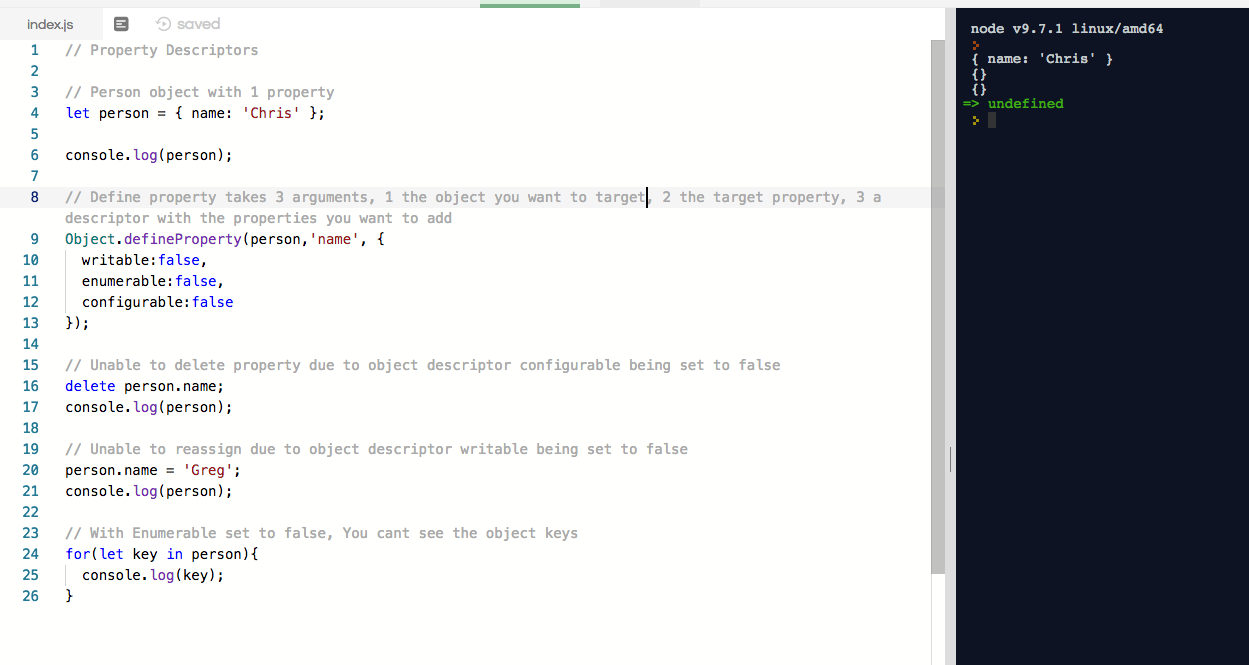 index.js saved
1 // Property Descriptors
2
3 // Person object with 1 property
4 let person = { name: 'Chris' };
5
6 console.log(person);
7
8 // Define property takes 3 arguments, 1 the object you want to target, 2 the target property, 3 a
descriptor with the properties you want to add
9 Object.defineProperty(person,'name', {
10 writable:false,
11 enumerable:false,
12 configurable:false
13 });
14
15 // Unable to delete property due to object descriptor configurable being set to false
16 delete person.name;
17 console.log(person);
18
19 // Unable to reassign due to object descriptor writable being set to false
20 person.name = 'Greg';
21 console.log(person);
22
23 // With Enumerable set to false, You cant see the object keys
24 for(let key in person){
25 console.log(key);
26 }
node v9.7.1 linux/amd64
{ name: 'Chris' }
{}
{}
=> undefined